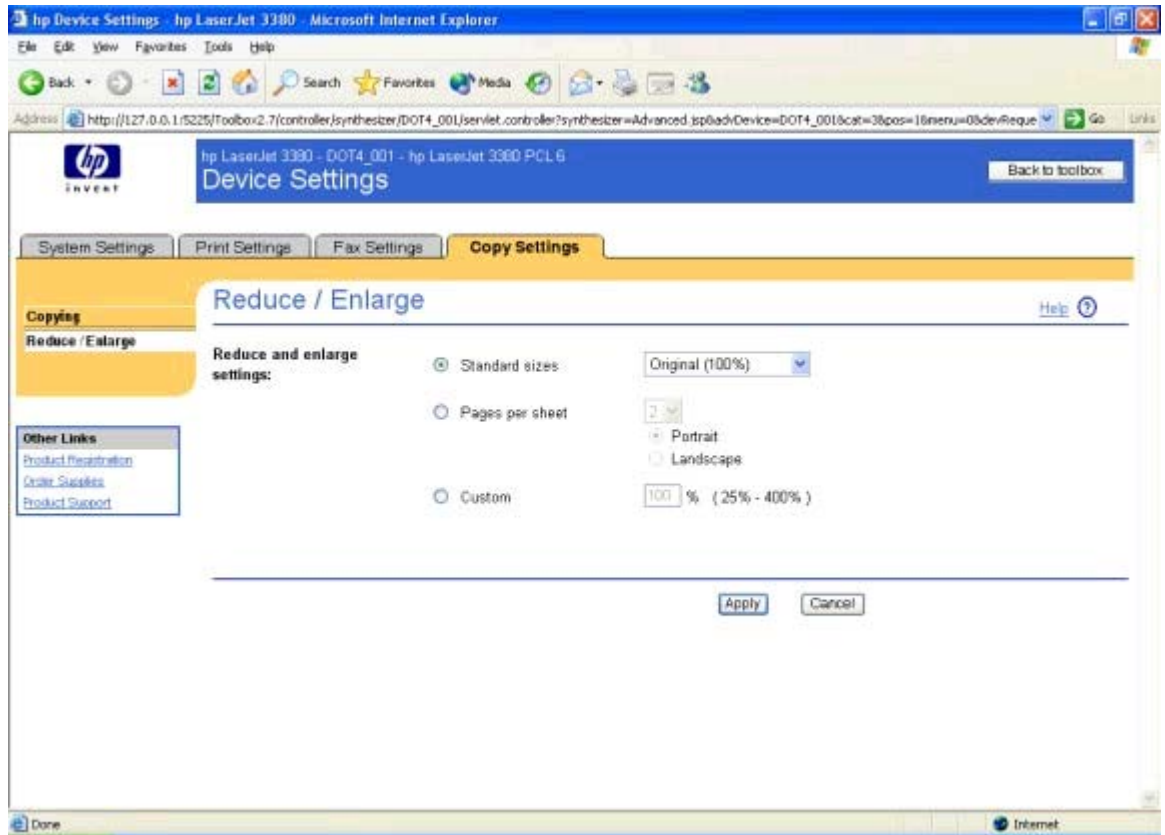 hp Device Settings - hp LaserJet 3380 - Microsoft Internet Explorer
File Edit View Favorites Tools Help
Back Search Favorites Media
Address http://127.0.0.1:5225/Toolbox2.7/controller/synthesizer/DOT4_001/servlet.controller?synthesizer=Advanced.jsp&advDevice=DOT4_001&cat=3&pos=1&menu=0&devReque Go Links
hp
invent
hp LaserJet 3380 - DOT4_001 - hp LaserJet 3380 PCL 6
Device Settings
Back to toolbox
System Settings Print Settings Fax Settings Copy Settings
Copying
Reduce / Enlarge
Reduce / Enlarge
Help ?
Reduce and enlarge
settings:
Standard sizes Original (100%)
Pages per sheet 2
Portrait
Landscape
Custom 100 % ( 25% - 400% )
Other Links
Product Registration
Order Supplies
Product Support
Apply Cancel
Done Internet